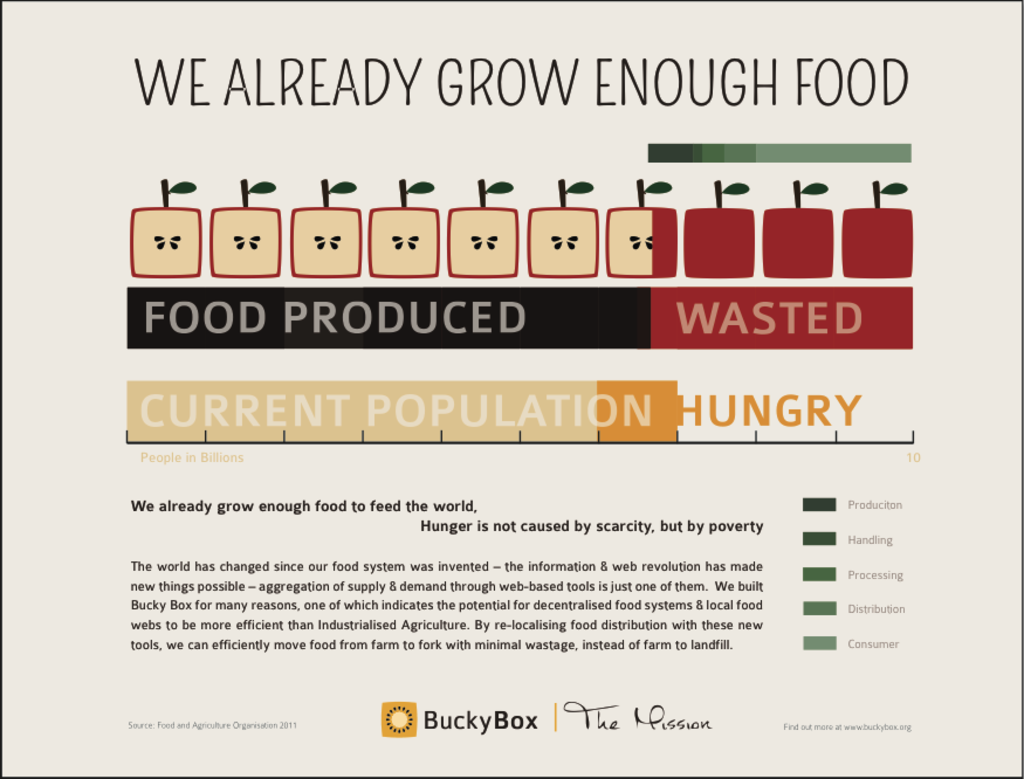 WE ALREADY GROW ENOUGH FOOD
FOOD PRODUCED WASTED
CURRENT POPULATION HUNGRY
People in Billions 10
We already grow enough food to feed the world,
Hunger is not caused by scarcity, but by poverty
The world has changed since our food system was invented – the information & web revolution has made
new things possible – aggregation of supply & demand through web-based tools is just one of them. We built
Bucky Box for many reasons, one of which indicates the potential for decentralised food systems & local food
webs to be more efficient than Industrialised Agriculture. By re-localising food distribution with these new
tools, we can efficiently move food from farm to fork with minimal wastage, instead of farm to landfill.
Produciton
Handling
Processing
Distribution
Consumer
Source: Food and Agriculture Organisation 2011
BuckyBox | The Mission
Find out more at www.buckybox.org